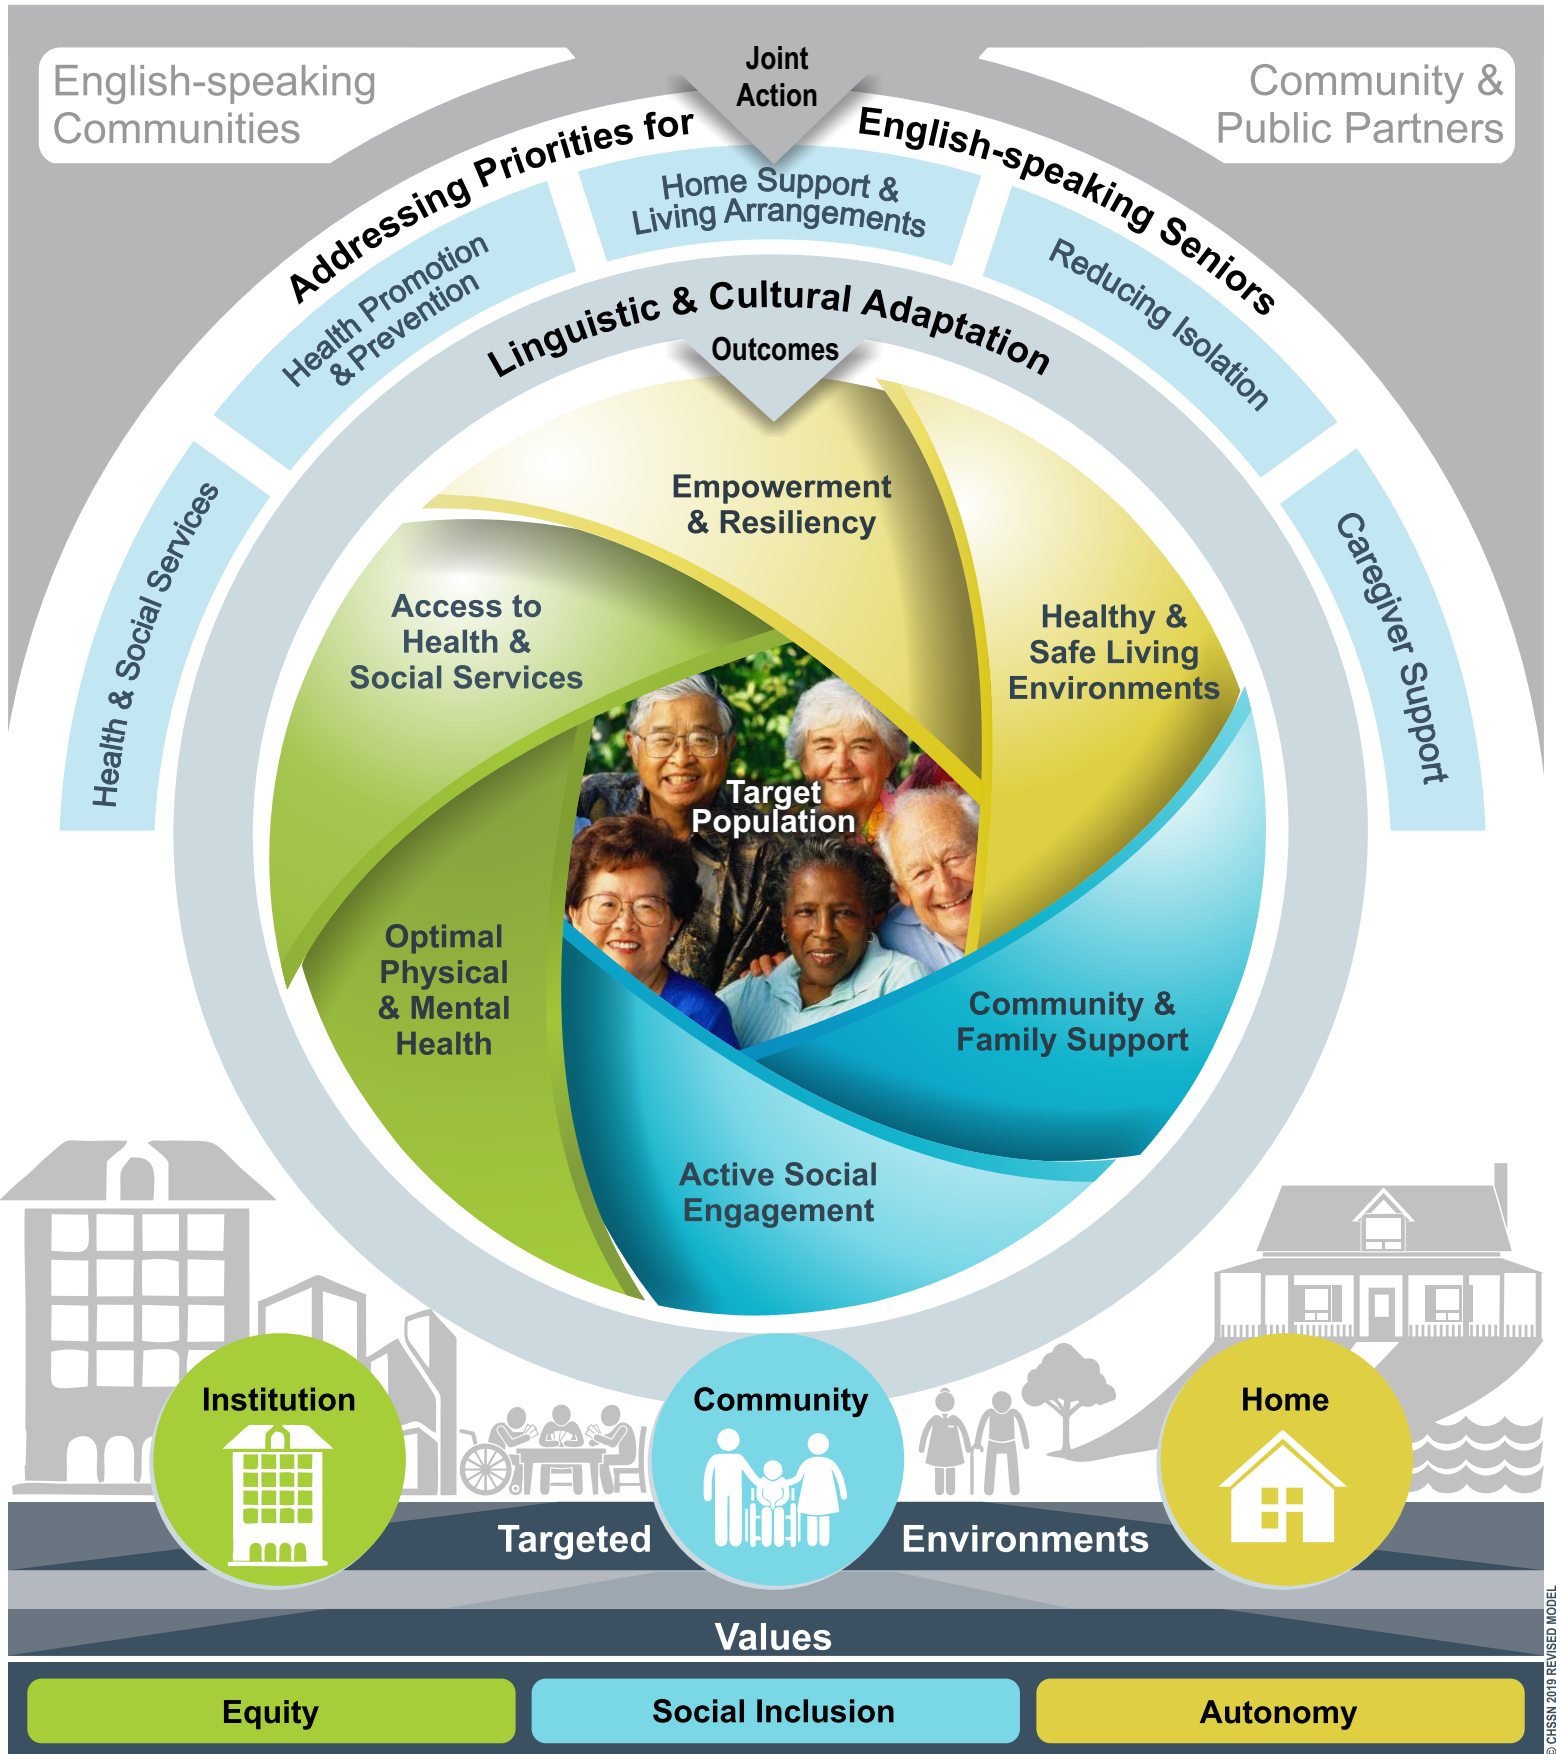 English-speaking
Communities
Joint
Action
Community &
Public Partners
Addressing Priorities for
English-speaking Seniors
Health & Social Services
Health Promotion
& Prevention
Home Support &
Living Arrangements
Reducing Isolation
Caregiver Support
Linguistic & Cultural Adaptation
Outcomes
Empowerment
& Resiliency
Access to
Health &
Social Services
Healthy &
Safe Living
Environments
Target
Population
Optimal
Physical
& Mental
Health
Community &
Family Support
Active Social
Engagement
Institution
Community
Home
Targeted
Environments
Values
Equity
Social Inclusion
Autonomy
© CHSSN 2019 REVISED MODEL